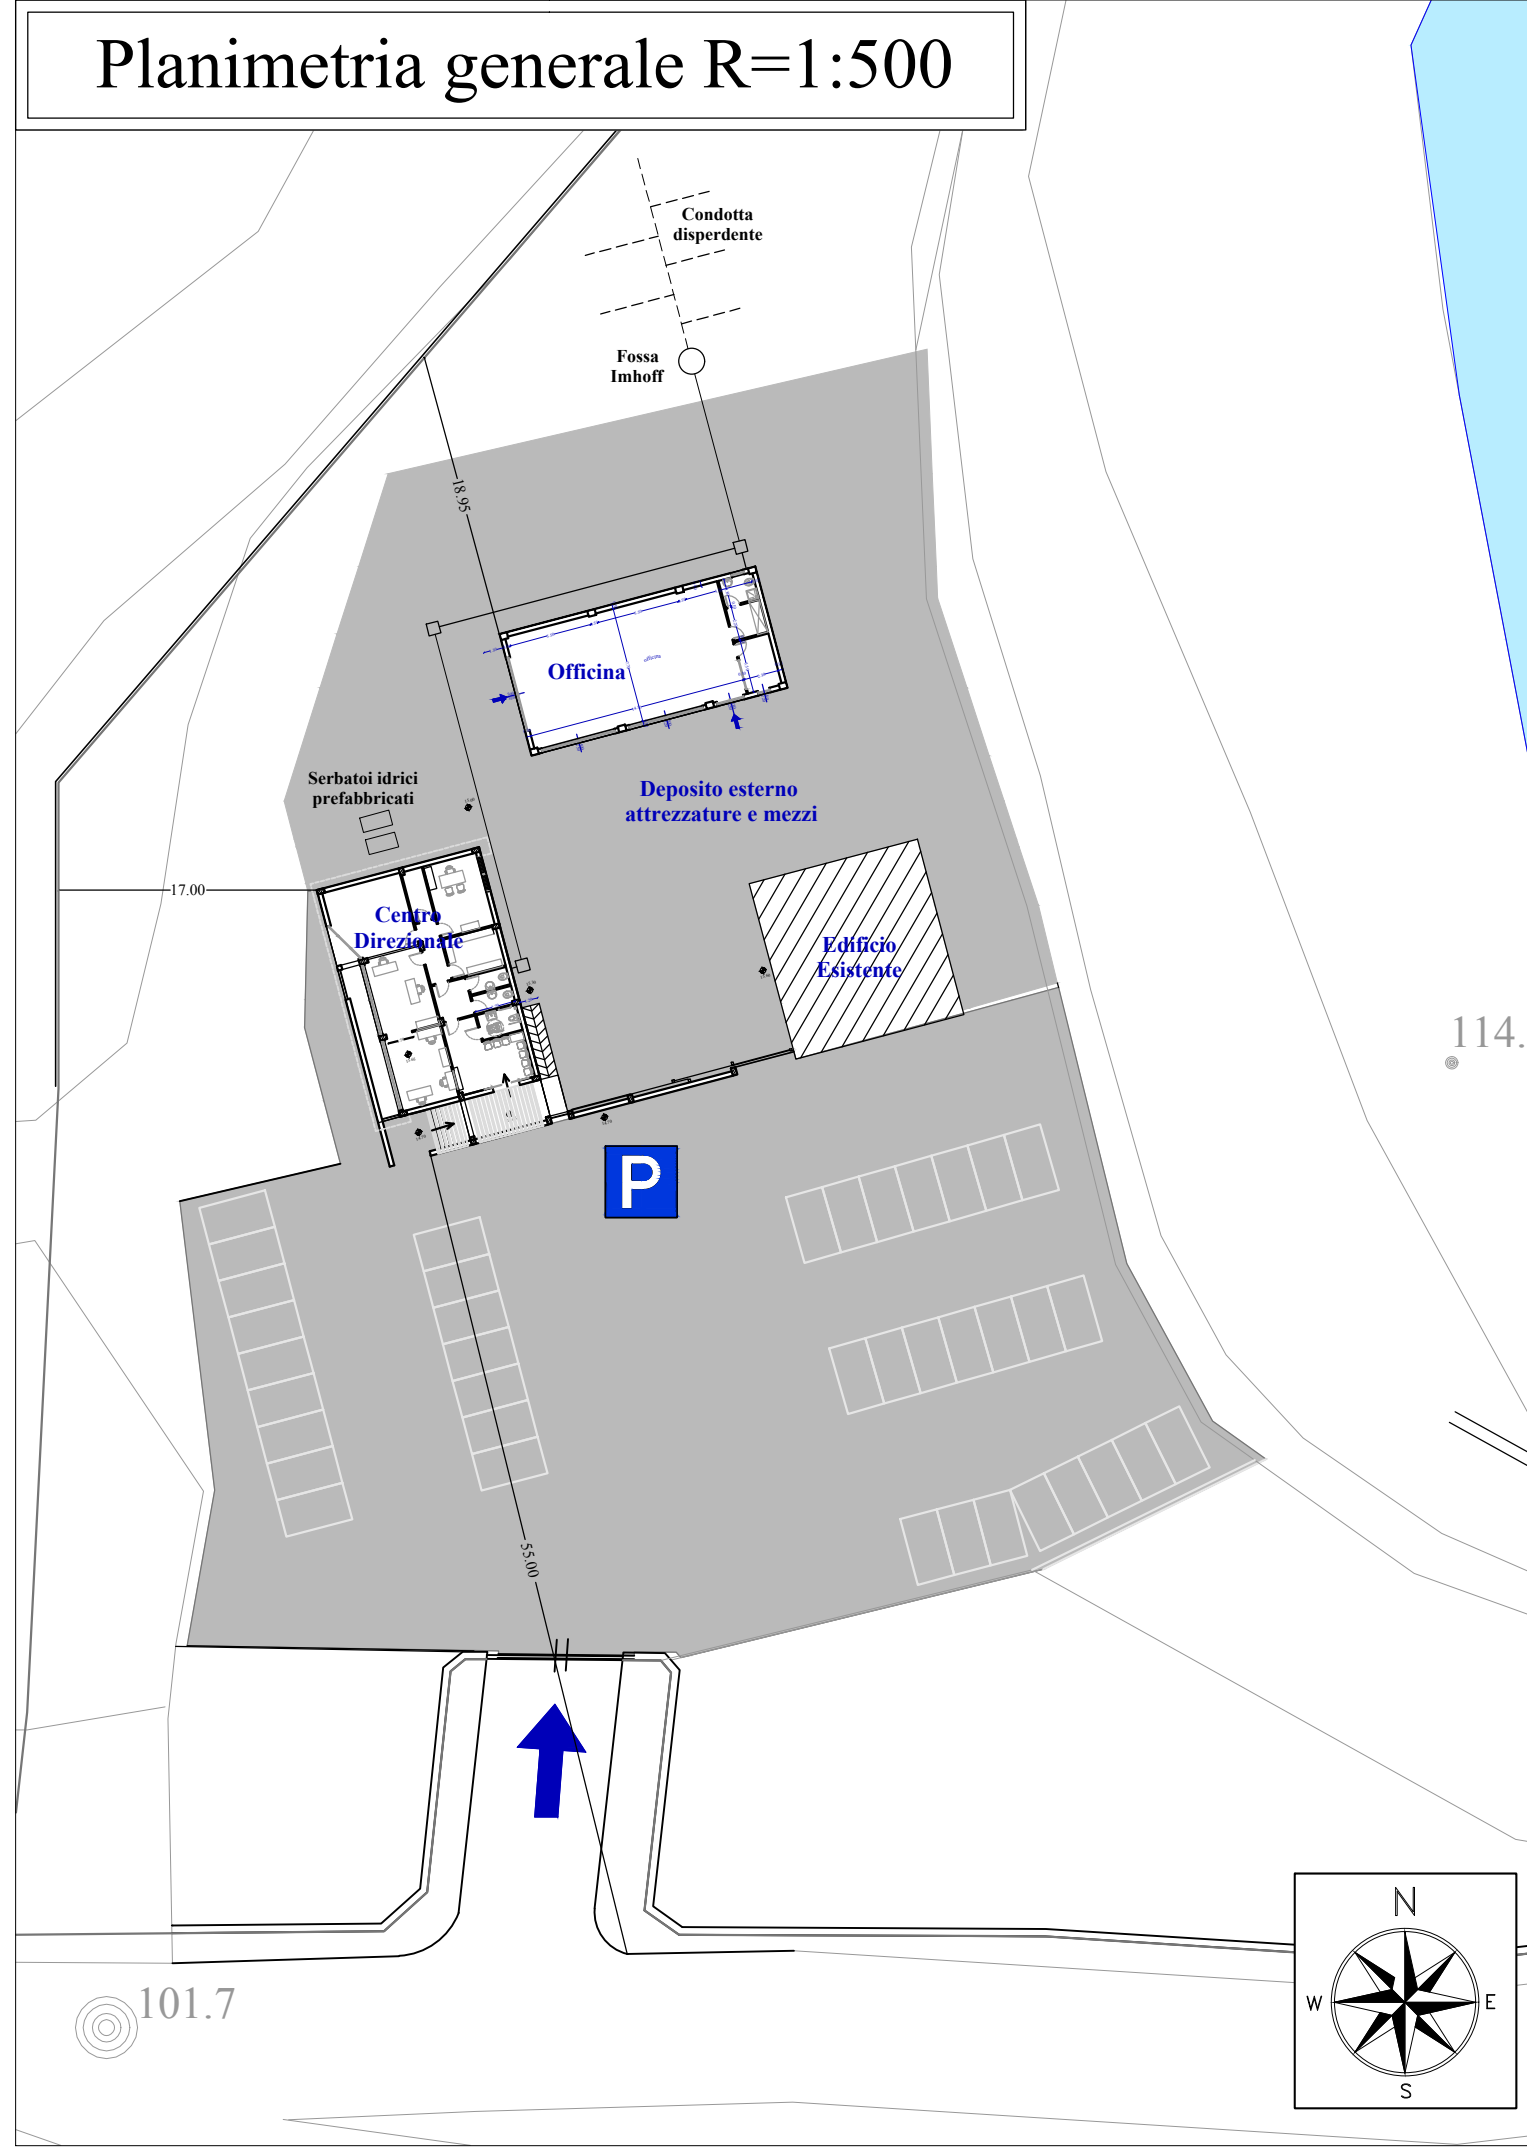 Planimetria generale R=1:500
Condotta
disperdente
Fossa
Imhoff
18.95
Officina
officina
Serbatoi idrici
prefabbricati
Deposito esterno
attrezzature e mezzi
17.00
Centro
Direzionale
Edificio
Esistente
114.
P
55.00
N
W
E
S
101.7